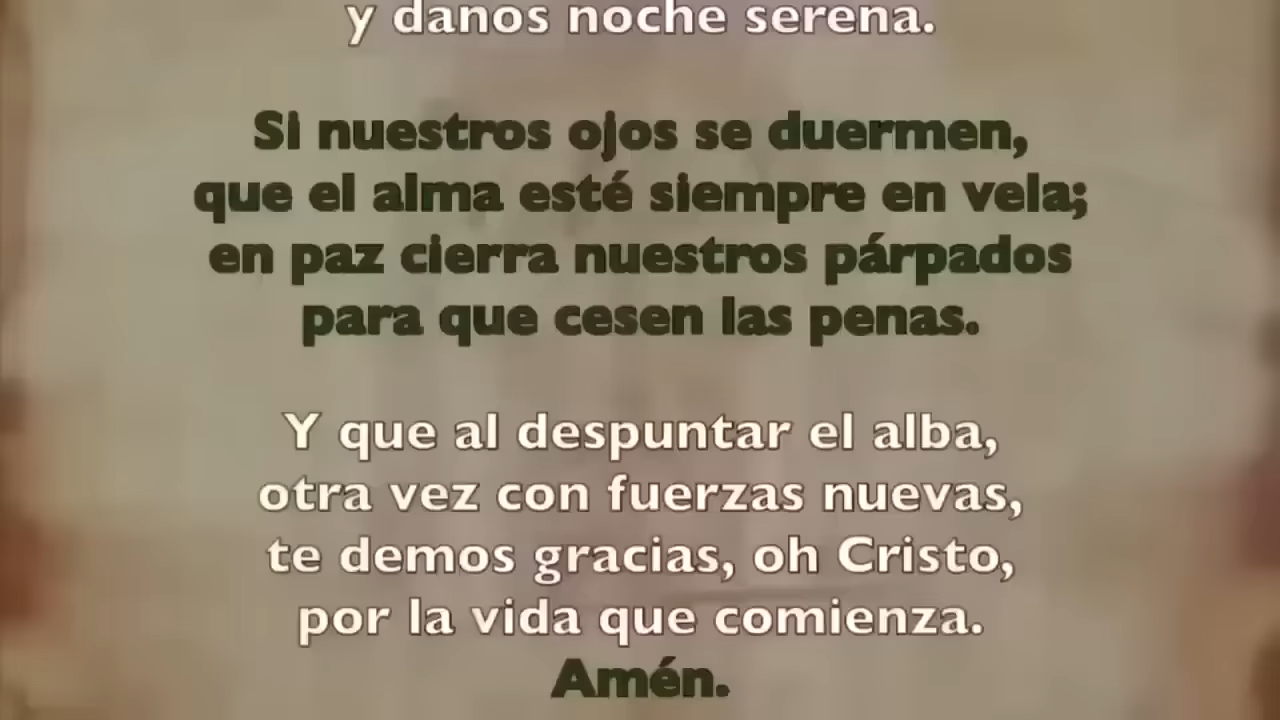 y danos noche serena.
Si nuestros ojos se duermen,
que el alma esté siempre en vela;
en paz cierra nuestros párpados
para que cesen las penas.
Y que al despuntar el alba,
otra vez con fuerzas nuevas,
te demos gracias, oh Cristo,
por la vida que comienza.
Amén.